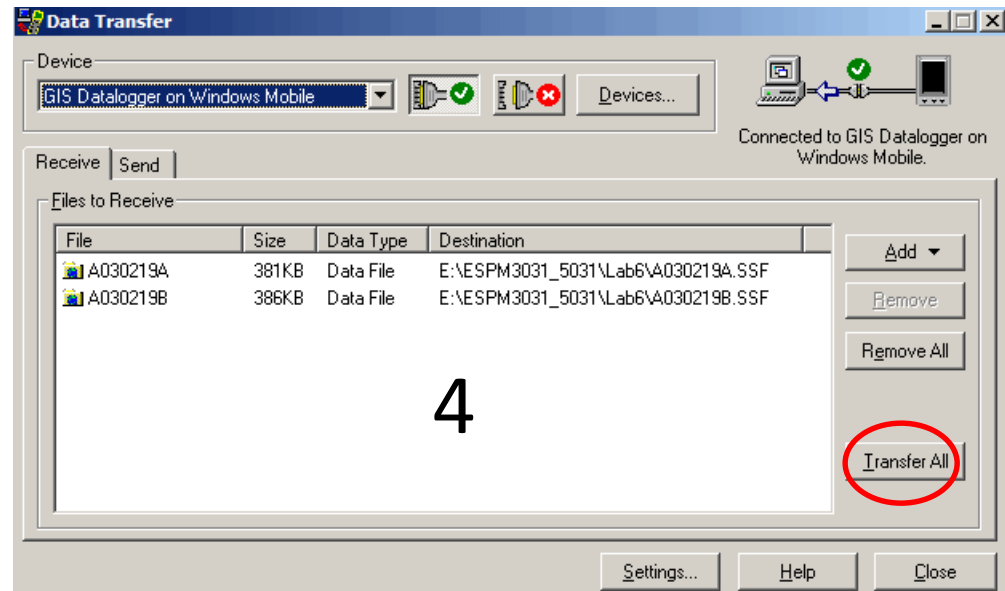 Data Transfer
Device
GIS Datalogger on Windows Mobile
Devices...
Connected to GIS Datalogger on
Windows Mobile.
Receive
Send
Files to Receive
File Size Data Type Destination
A030219A 381KB Data File E:\ESPM3031_5031\Lab6\A030219A.SSF
A030219B 386KB Data File E:\ESPM3031_5031\Lab6\A030219B.SSF
Add
Remove
Remove All
4
Transfer All
Settings...
Help
Close